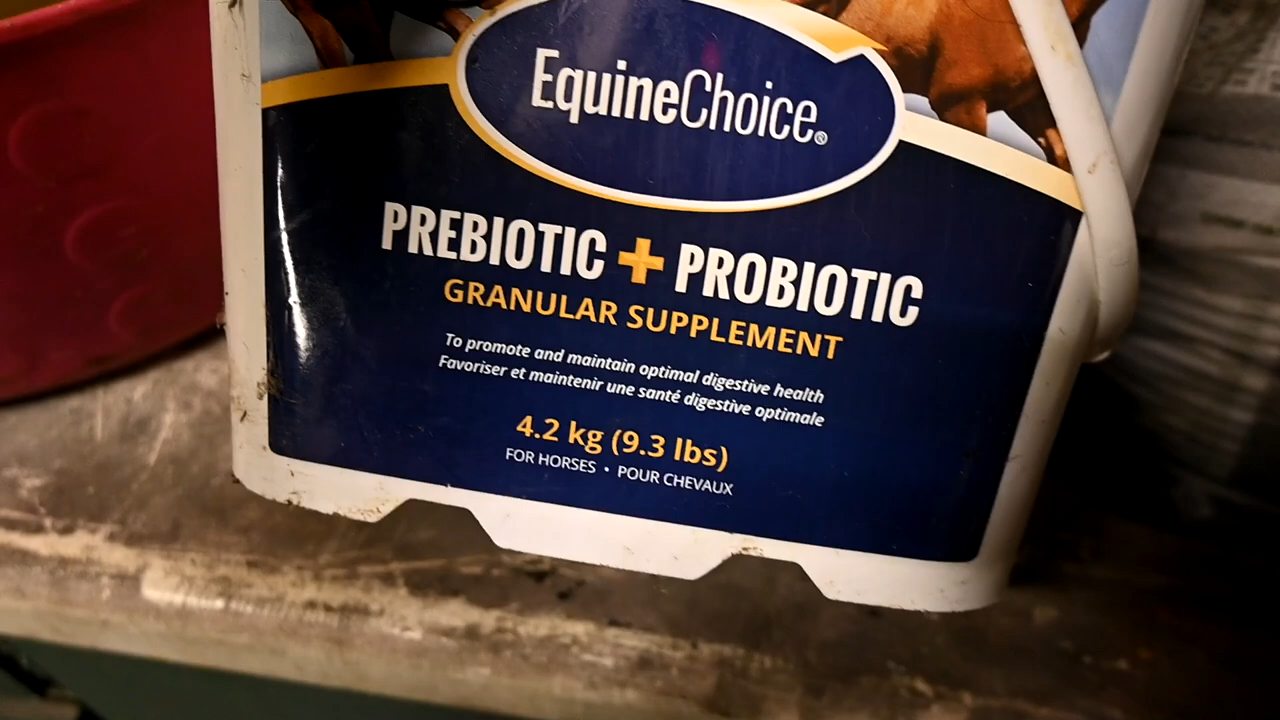 EquineChoice®
PREBIOTIC + PROBIOTIC
GRANULAR SUPPLEMENT
To promote and maintain optimal digestive health
Favoriser et maintenir une santé digestive optimale
4.2 kg (9.3 lbs)
FOR HORSES • POUR CHEVAUX